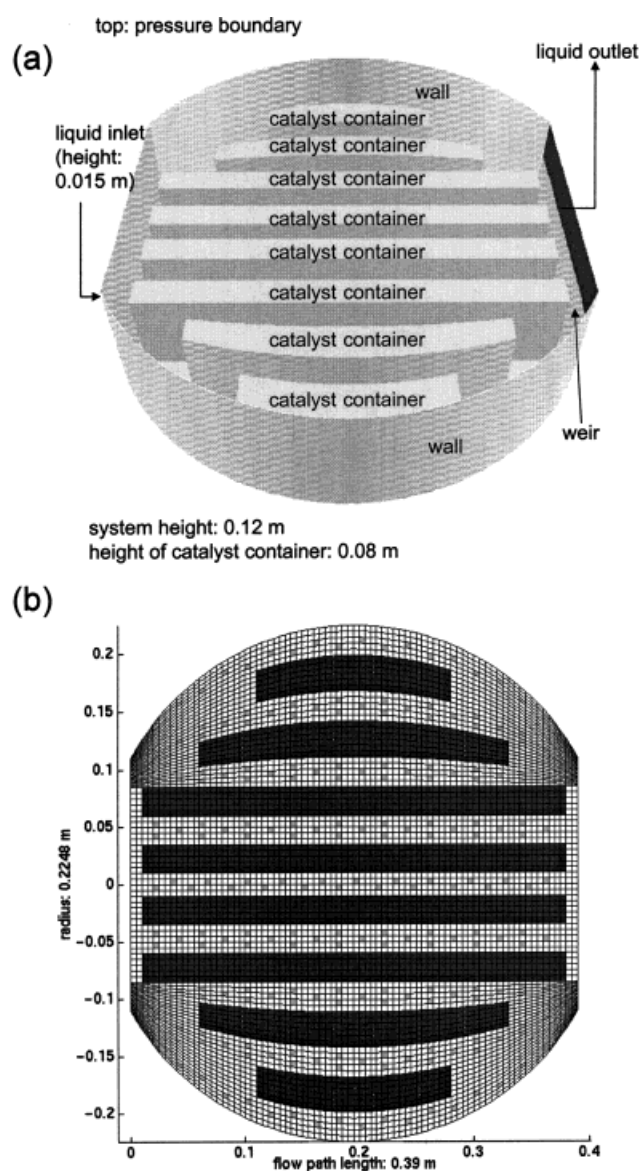 top: pressure boundary
(a)
liquid outlet
wall
catalyst container
liquid inlet
(height:
0.015 m)
catalyst container
catalyst container
catalyst container
catalyst container
catalyst container
catalyst container
catalyst container
weir
wall
system height: 0.12 m
height of catalyst container: 0.08 m
(b)
0.2
0.15
0.1
0.05
0
-0.05
-0.1
-0.15
-0.2
radius: 0.2248 m
0
0.1
0.2
0.3
0.4
flow path length: 0.39 m